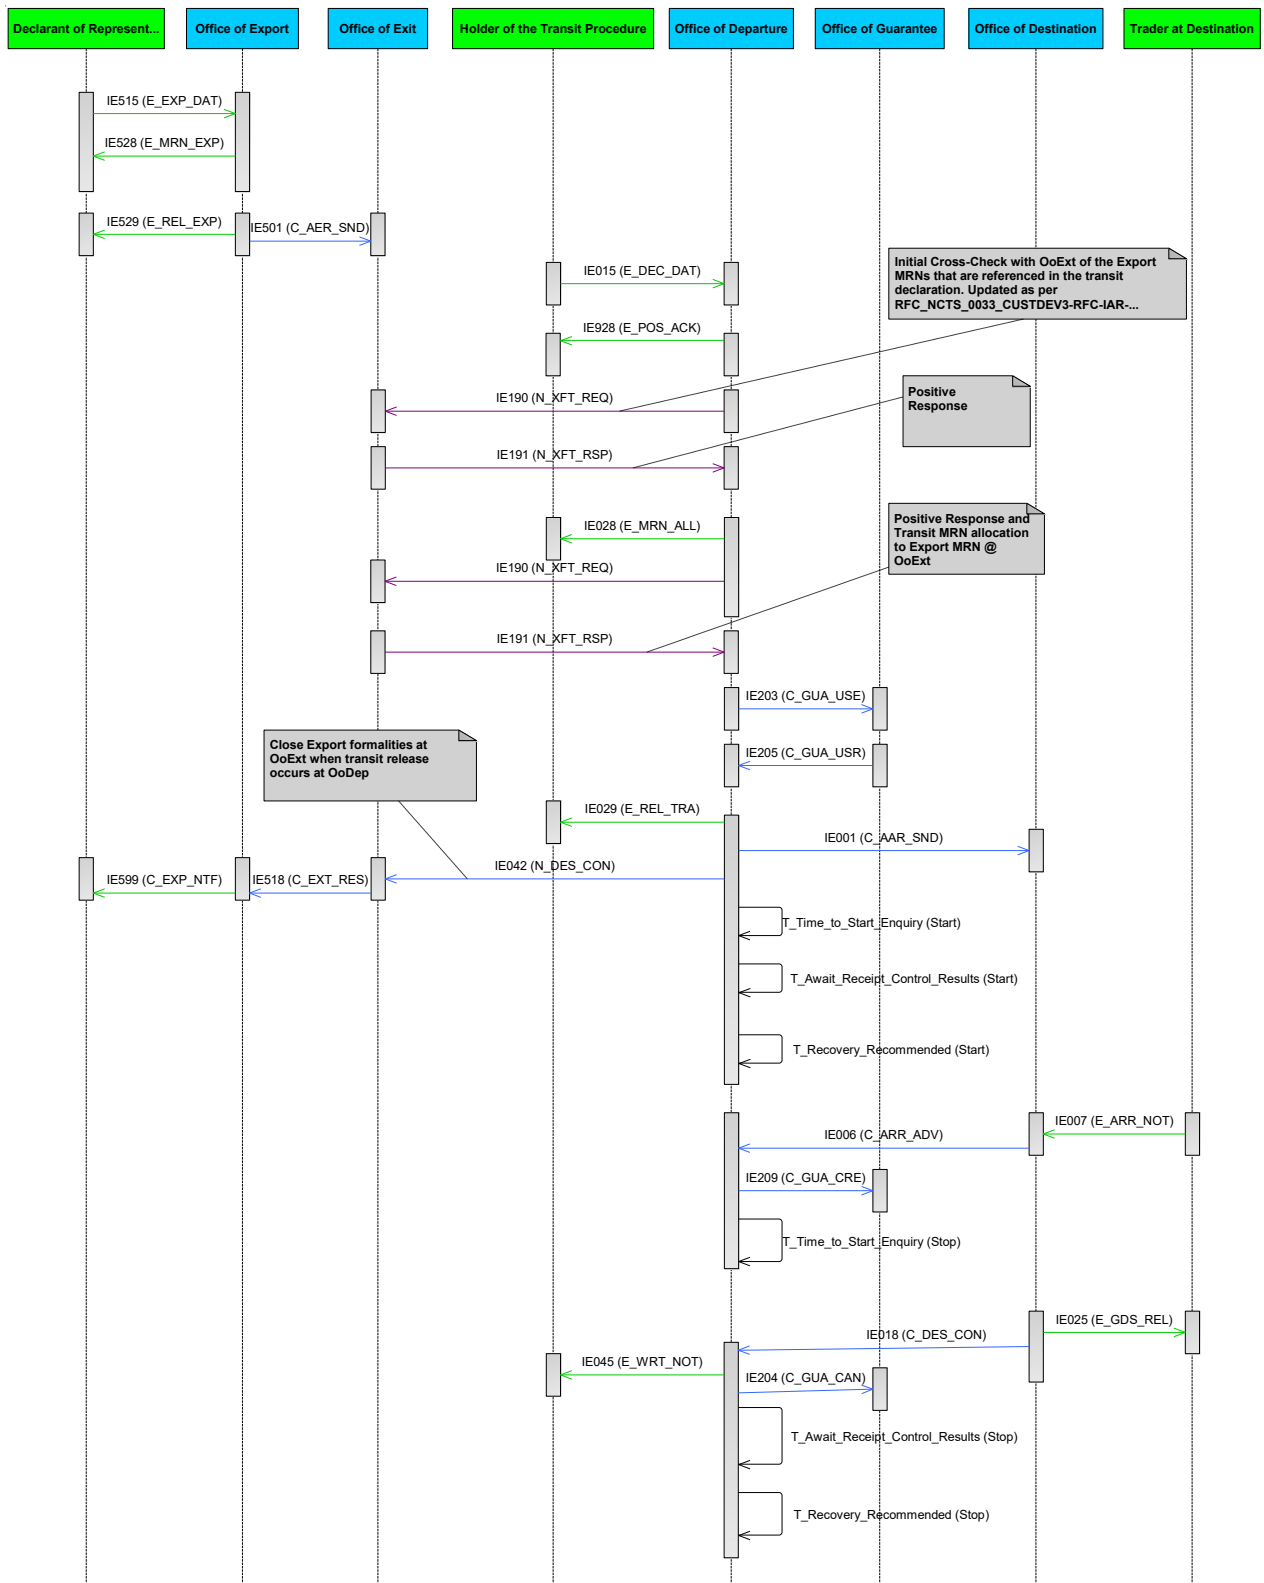 Declarant of Represent...
Office of Export
Office of Exit
Holder of the Transit Procedure
Office of Departure
Office of Guarantee
Office of Destination
Trader at Destination
IE515 (E_EXP_DAT)
IE528 (E_MRN_EXP)
IE529 (E_REL_EXP)
IE501 (C_AER_SND)
Initial Cross-Check with OoExt of the Export
MRNs that are referenced in the transit
declaration. Updated as per
RFC_NCTS_0033_CUSTDEV3-RFC-IAR-...
IE015 (E_DEC_DAT)
IE928 (E_POS_ACK)
IE190 (N_XFT_REQ)
Positive
Response
IE191 (N_XFT_RSP)
Positive Response and
Transit MRN allocation
to Export MRN @
OoExt
IE028 (E_MRN_ALL)
IE190 (N_XFT_REQ)
IE191 (N_XFT_RSP)
IE203 (C_GUA_USE)
Close Export formalities at
OoExt when transit release
occurs at OoDep
IE205 (C_GUA_USR)
IE029 (E_REL_TRA)
IE001 (C_AAR_SND)
IE042 (N_DES_CON)
IE599 (C_EXP_NTF)
IE518 (C_EXT_RES)
T_Time_to_Start_Enquiry (Start)
T_Await_Receipt_Control_Results (Start)
T_Recovery_Recommended (Start)
IE007 (E_ARR_NOT)
IE006 (C_ARR_ADV)
IE209 (C_GUA_CRE)
T_Time_to_Start_Enquiry (Stop)
IE025 (E_GDS_REL)
IE018 (C_DES_CON)
IE045 (E_WRT_NOT)
IE204 (C_GUA_CAN)
T_Await_Receipt_Control_Results (Stop)
T_Recovery_Recommended (Stop)